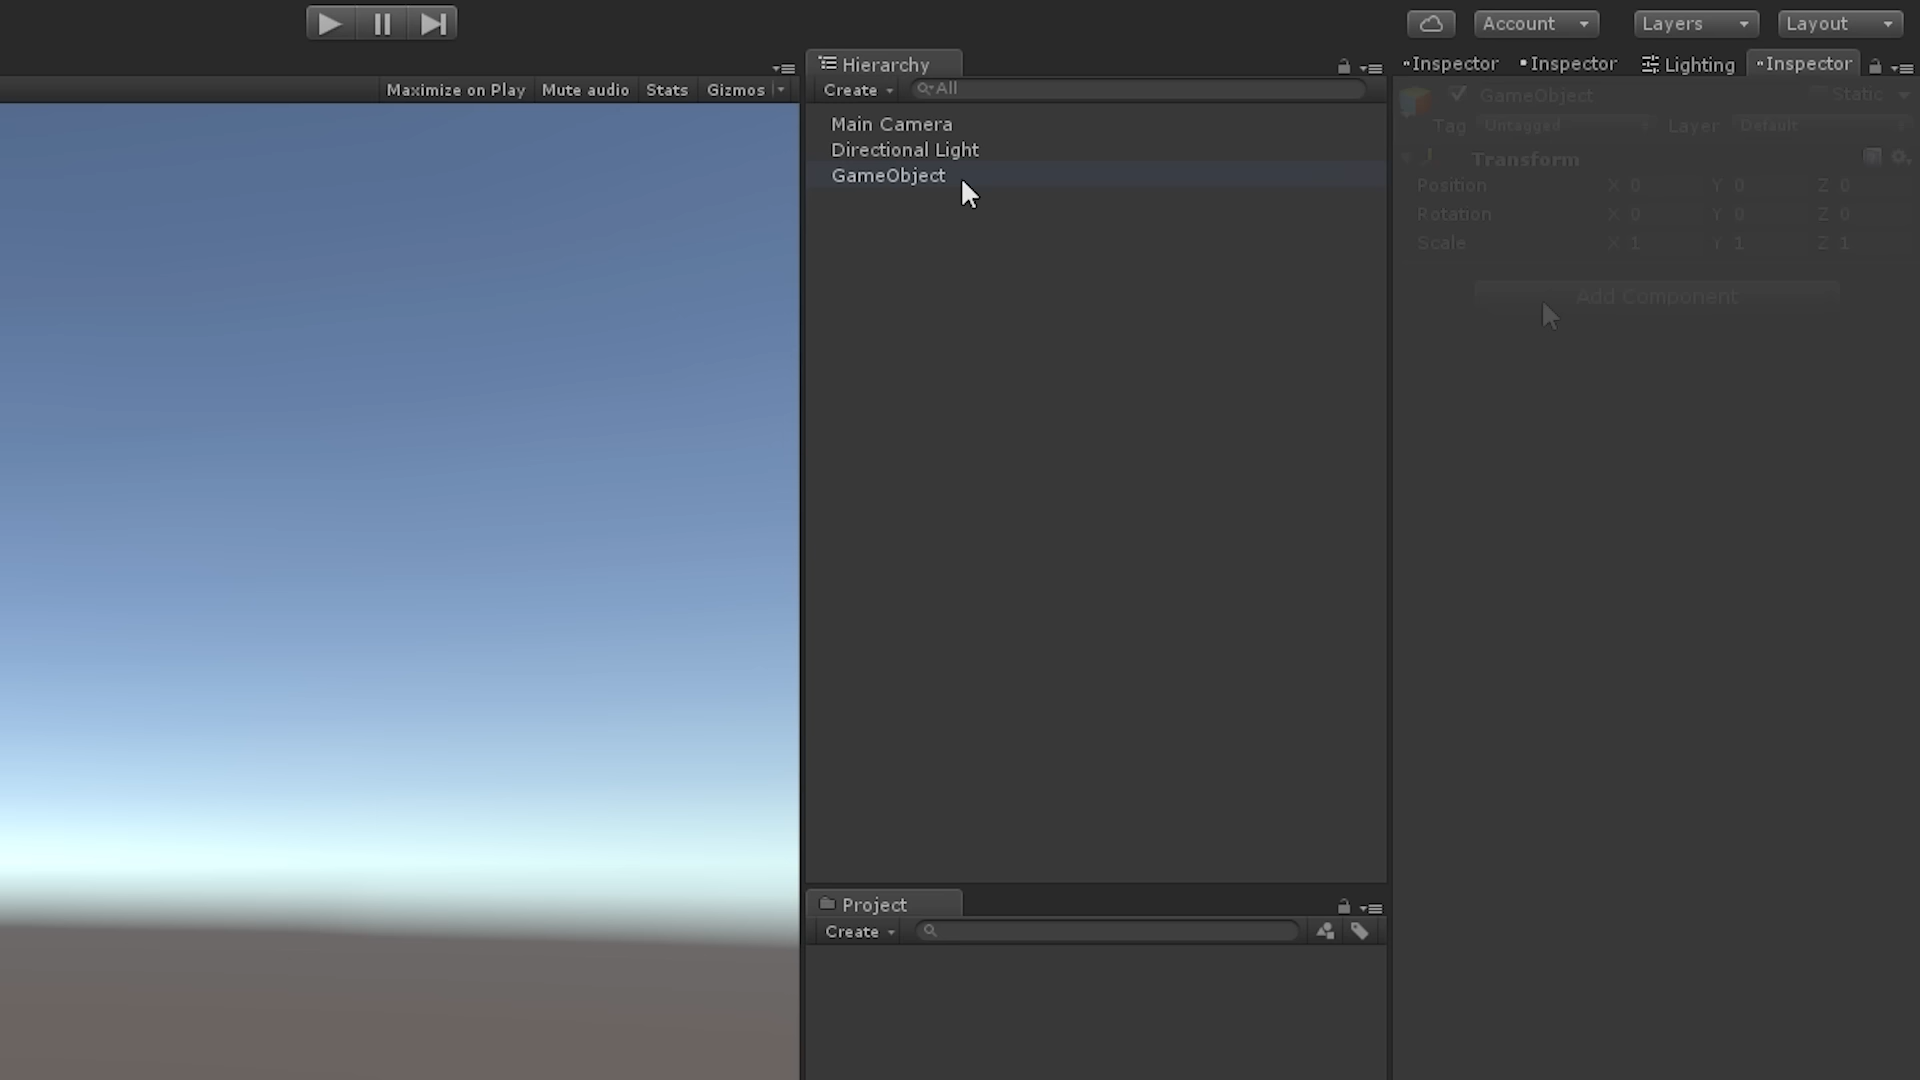 Account
Layers
Layout
Hierarchy
Inspector
Inspector
Lighting
Inspector
Maximize on Play
Mute audio
Stats
Gizmos
Create
All
GameObject
Static
Main Camera
Tag
Untagged
Layer
Default
Directional Light
Transform
GameObject
Position X 0 Y 0 Z 0
Rotation X 0 Y 0 Z 0
Scale X 1 Y 1 Z 1
Add Component
Project
Create